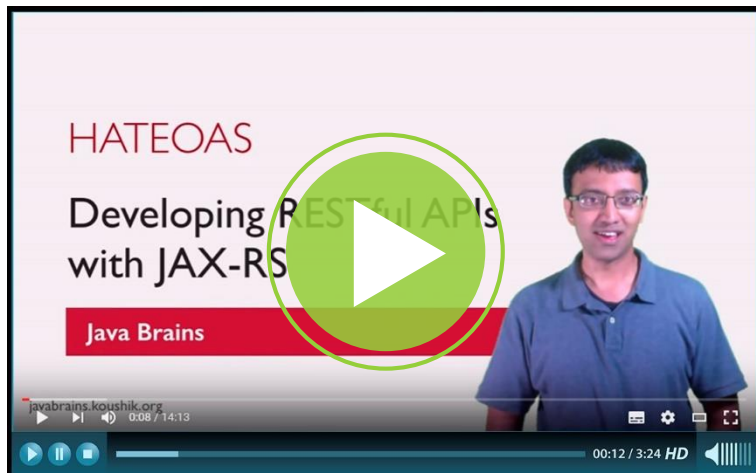 HATEOAS
Developing RESTful APIs
with JAX-RS
Java Brains
javabrains.koushik.org
0:08 / 14:13
00:12 / 3:24 HD